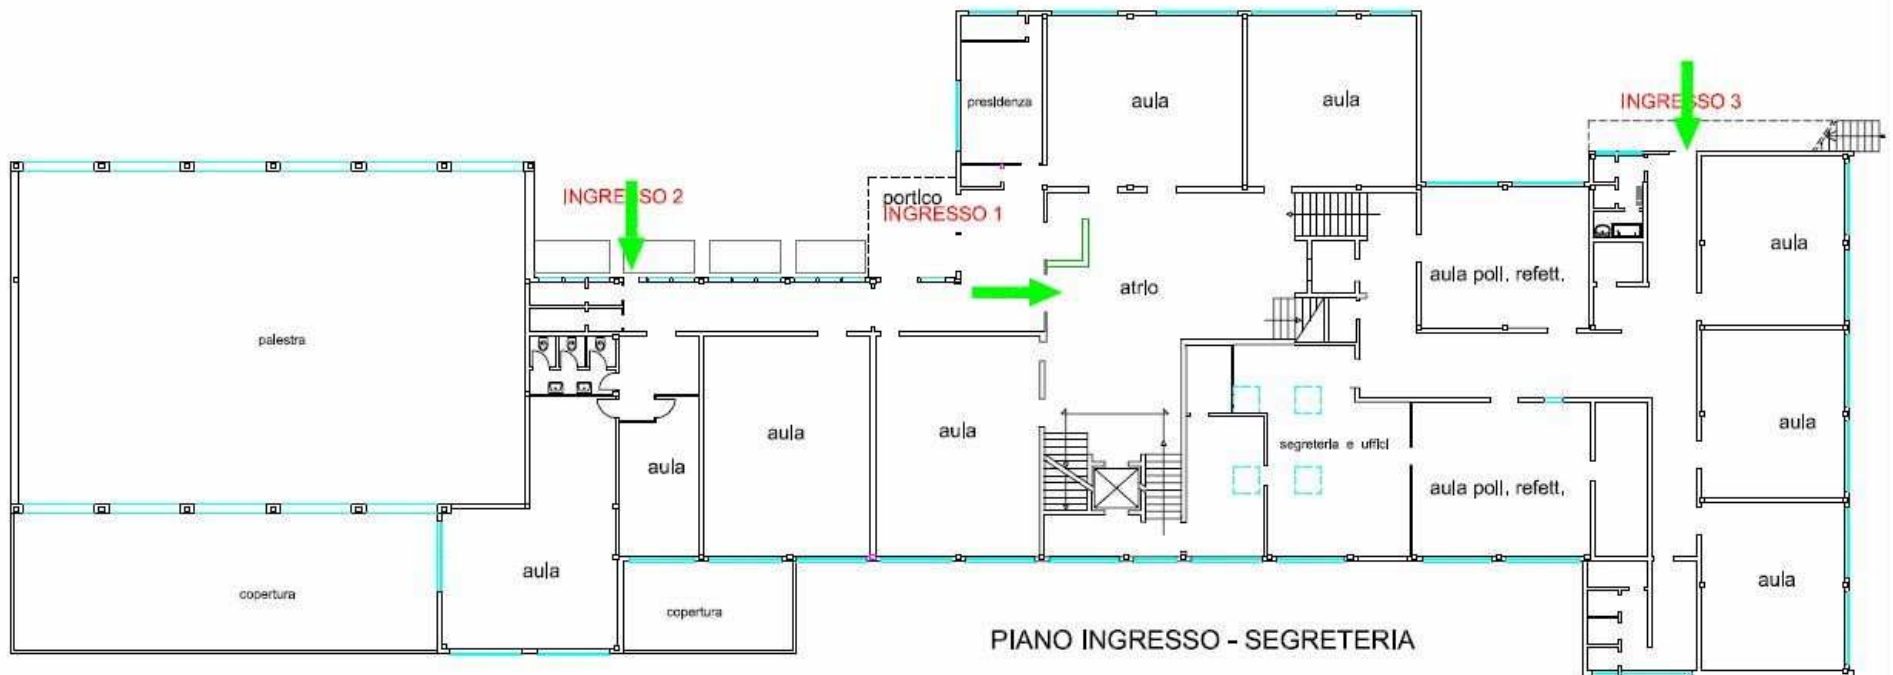 presidenza
aula
aula
INGRESSO 3
INGRESSO 2
portico
INGRESSO 1
aula
aula poli. refett.
atrio
palestra
aula
aula
aula
segreteria e uffici
aula
aula poli. refett.
aula
aula
copertura
copertura
PIANO INGRESSO - SEGRETERIA